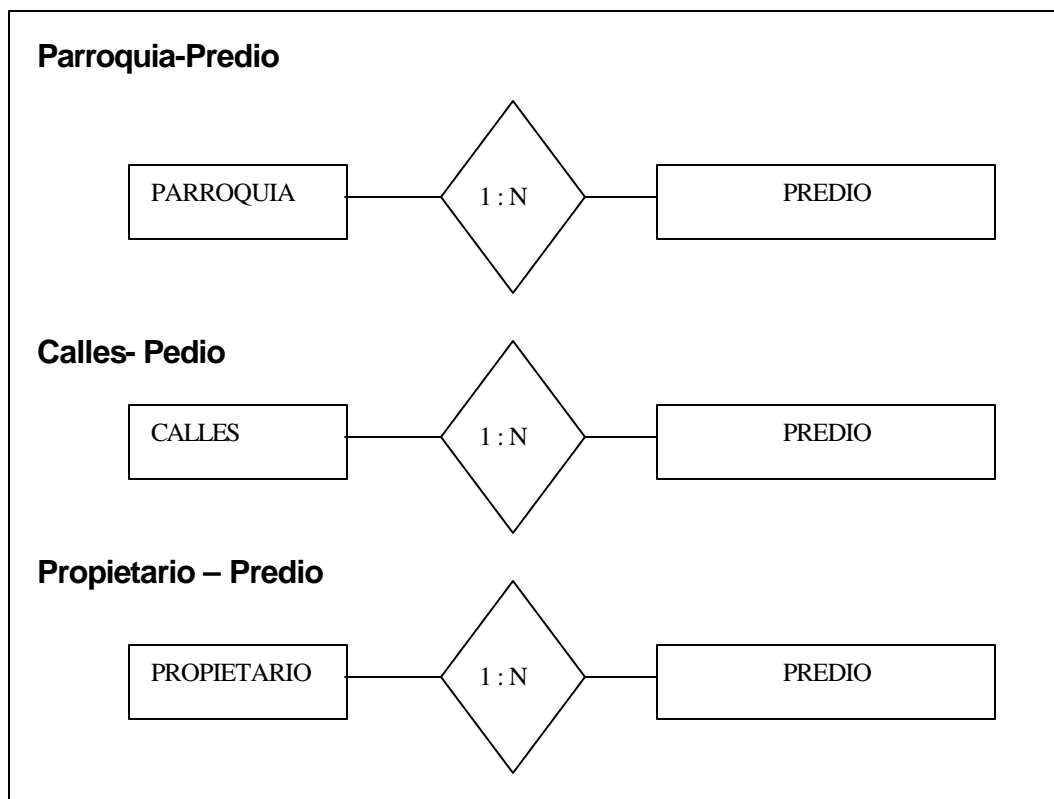 Parroquia-Predio
PARROQUIA 1 : N PREDIO
Calles- Pedio
CALLES 1 : N PREDIO
Propietario – Predio
PROPIETARIO 1 : N PREDIO